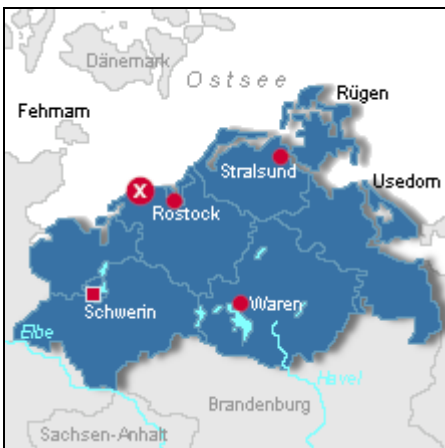 Dänemark
Ostsee
Rügen
Fehmarn
Stralsund
Usedom
X
Rostock
Waren
Schwerin
Elbe
Havel
Brandenburg
Sachsen-Anhalt